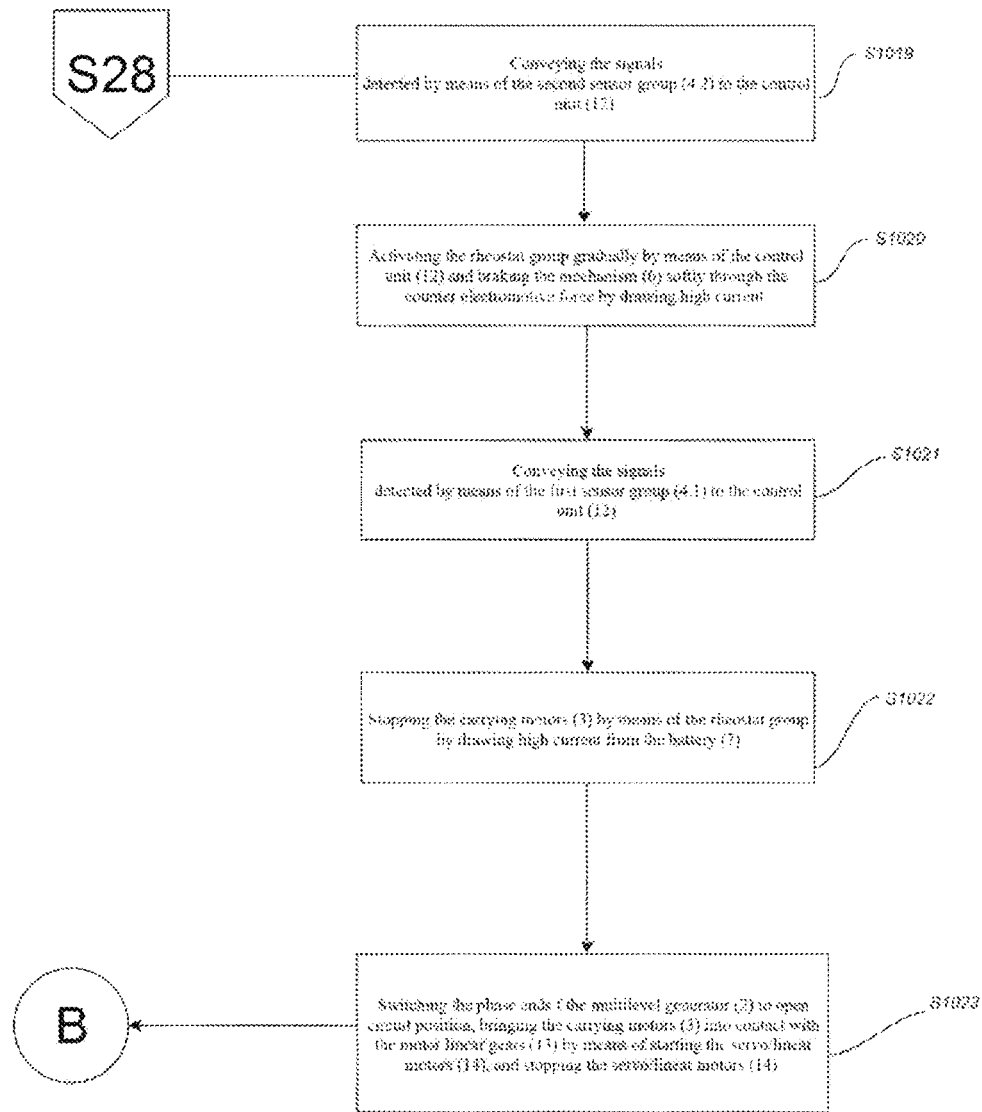 S28
Conveying the signals
detected by means of the second sensor group (4.2) to the control
unit (12)
S1019
Activating the rheostat group gradually by means of the control
unit (12) and braking the mechanism (6) softly through the
counter electromotive force by drawing high current
S1020
Conveying the signals
detected by means of the first sensor group (4.1) to the control
unit (12)
S1021
Stopping the carrying motors (3) by means of the rheostat group
by drawing high current from the battery (7)
S1022
Switching the phase ends f the multilevel generator (2) to open
circuit position, bringing the carrying motors (3) into contact with
the motor linear gears (13) by means of starting the servo/linear
motors (14), and stopping the servo/linear motors (14)
S1023
B